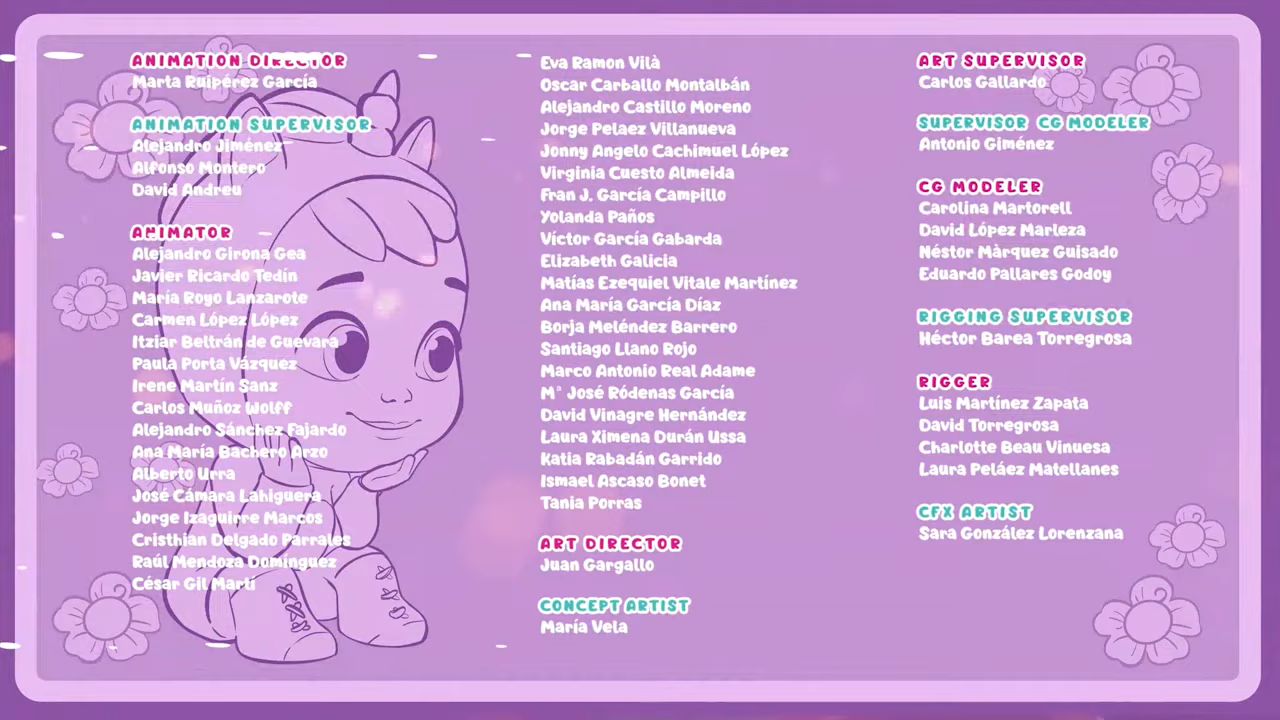 ANIMATION DIRECTOR
Marta Ruipérez García
ANIMATION SUPERVISOR
Alejandro Jiménez
Alfonso Montero
David Andreu
ANIMATOR
Alejandro Girona Gea
Javier Ricardo Tedín
María Royo Lanzarote
Carmen López López
Itziar Beltrán de Guevara
Paula Porta Vázquez
Irene Martín Sanz
Carlos Muñoz Wolff
Alejandro Sánchez Fajardo
Ana María Bachero Arzo
Alberto Urra
José Cámara Lahiguera
Jorge Izaguirre Marcos
Cristhian Delgado Parrales
Raúl Mendoza Domínguez
César Gil Martí
Eva Ramon Vilà
Oscar Carballo Montalbán
Alejandro Castillo Moreno
Jorge Pelaez Villanueva
Jonny Angelo Cachimuel López
Virginia Cuesto Almeida
Fran J. García Campillo
Yolanda Paños
Víctor García Gabarda
Elizabeth Galicia
Matías Ezequiel Vitale Martínez
Ana María García Díaz
Borja Meléndez Barrero
Santiago Llano Rojo
Marco Antonio Real Adame
Mª José Ródenas García
David Vinagre Hernández
Laura Ximena Durán Ussa
Katia Rabadán Garrido
Ismael Ascaso Bonet
Tania Porras
ART DIRECTOR
Juan Gargallo
CONCEPT ARTIST
María Vela
ART SUPERVISOR
Carlos Gallardo
SUPERVISOR CG MODELER
Antonio Giménez
CG MODELER
Carolina Martorell
David López Marleza
Néstor Màrquez Guisado
Eduardo Pallares Godoy
RIGGING SUPERVISOR
Héctor Barea Torregrosa
RIGGER
Luis Martínez Zapata
David Torregrosa
Charlotte Beau Vinuesa
Laura Peláez Matellanes
CFX ARTIST
Sara González Lorenzana